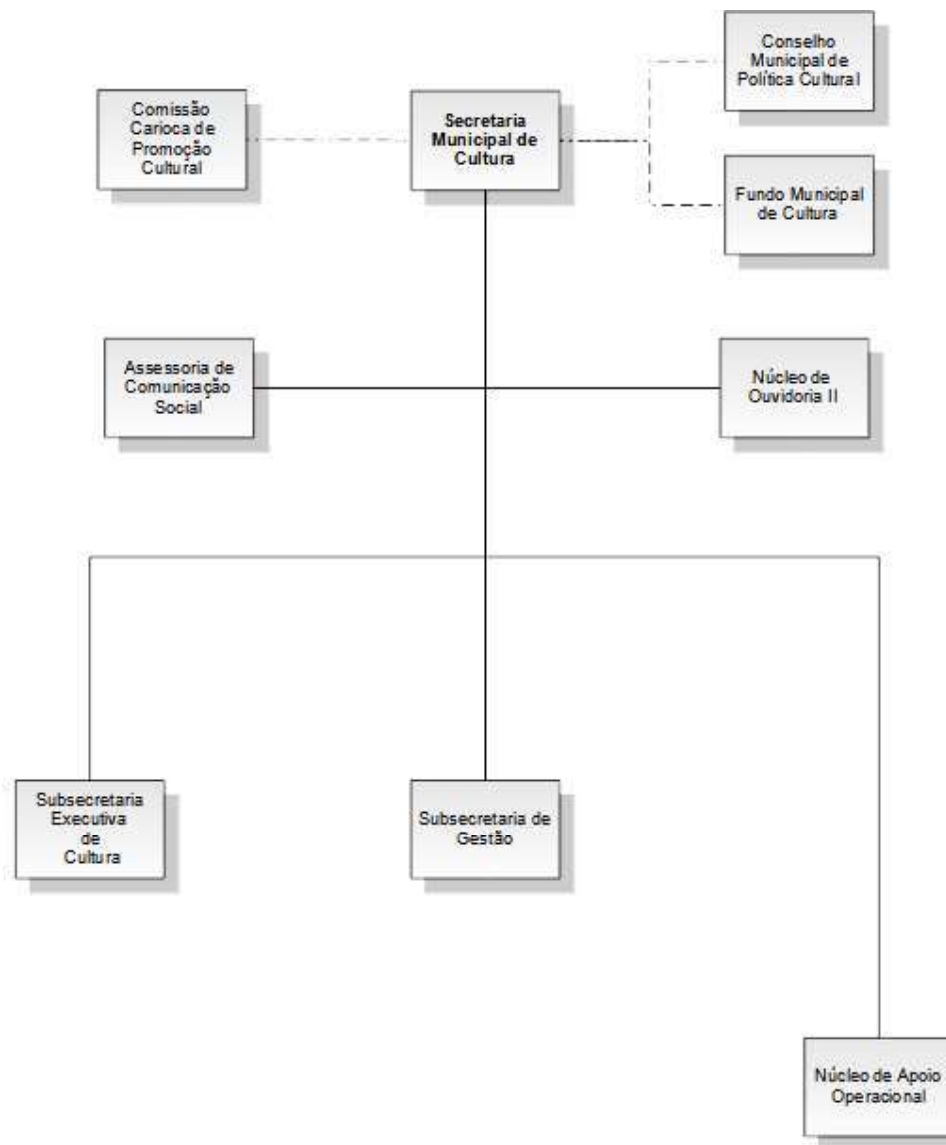 Conselho
Municipal de
Política Cultural
Comissão
Carioca de
Promoção
Cultural
Secretaria
Municipal de
Cultura
Fundo Municipal
de Cultura
Assessoria de
Comunicação
Social
Núcleo de
Ouvidoria II
Subsecretaria
Executiva
de
Cultura
Subsecretaria de
Gestão
Núcleo de Apoio
Operacional